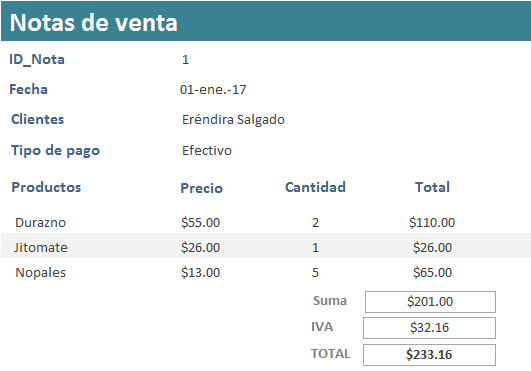 Notas de venta
ID_Nota 1
Fecha 01-ene.-17
Clientes Eréndira Salgado
Tipo de pago Efectivo
Productos Precio Cantidad Total
Durazno $55.00 2 $110.00
Jitomate $26.00 1 $26.00
Nopales $13.00 5 $65.00
Suma $201.00
IVA $32.16
TOTAL $233.16